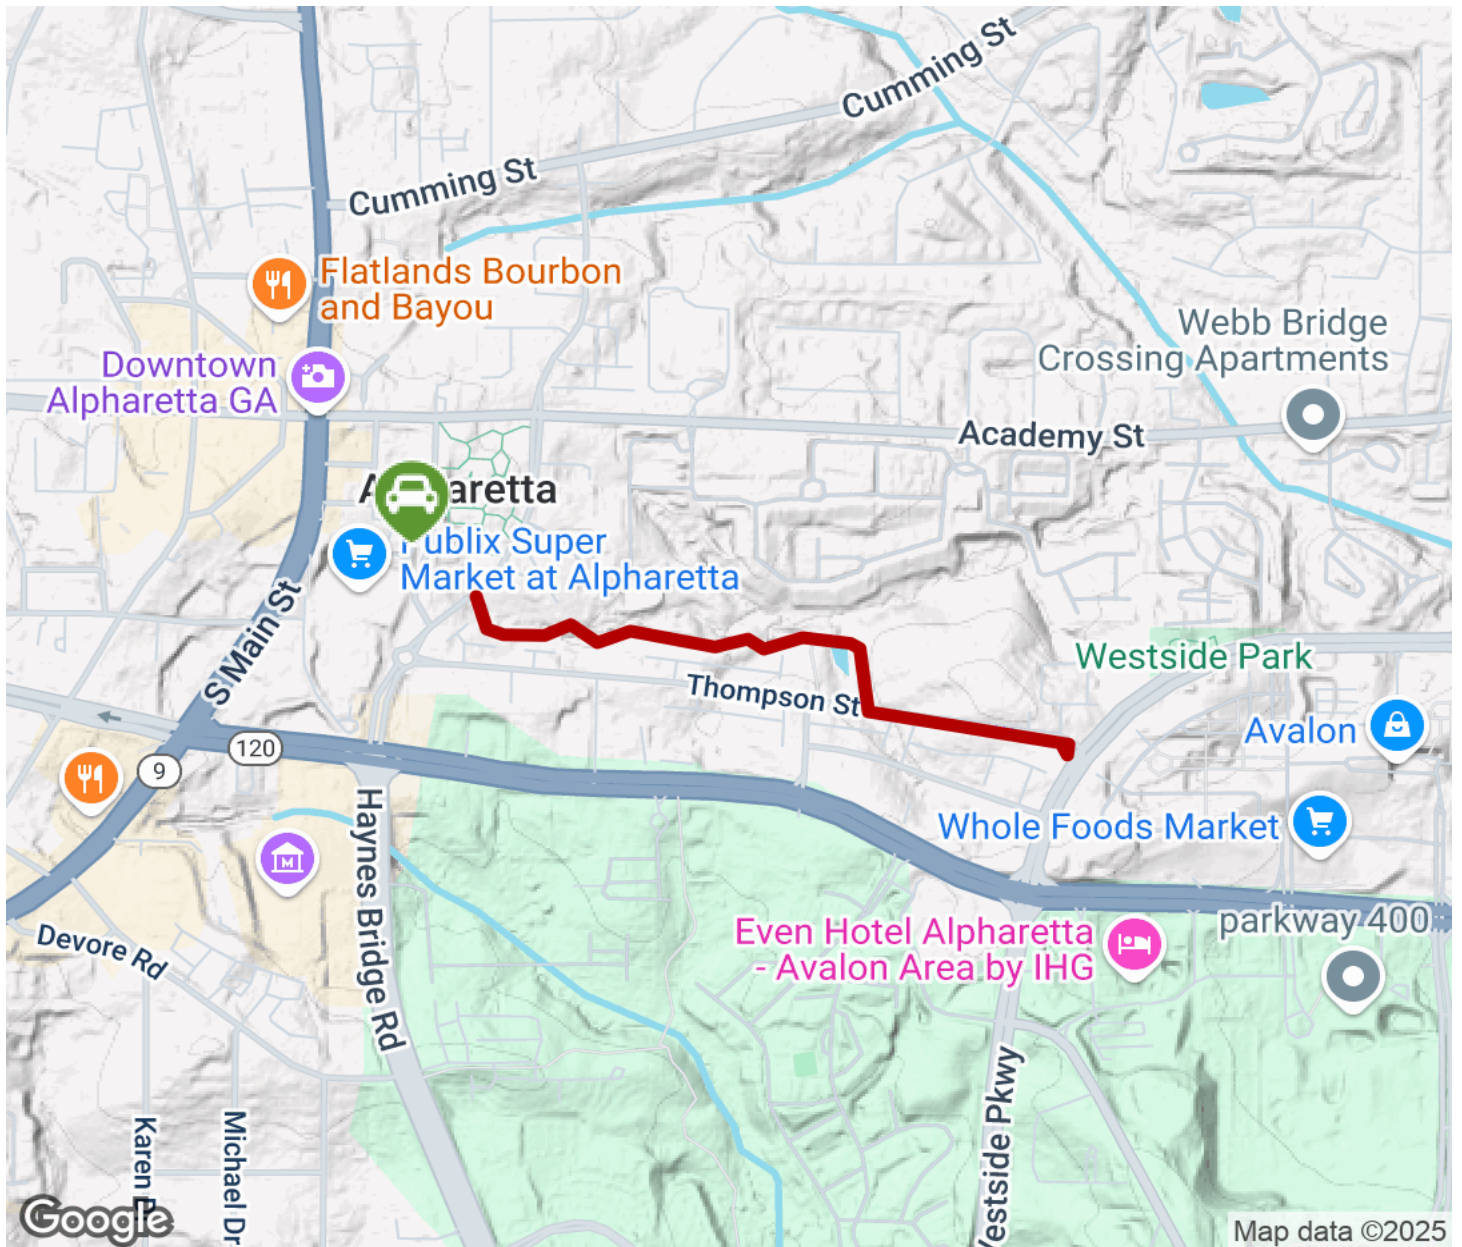 Cumming St
Cumming St
Flatlands Bourbon
and Bayou
Webb Bridge
Crossing Apartments
Downtown
Alpharetta GA
Academy St
aretta
Publix Super
Market at Alpharetta
S Main St
Westside Park
Thompson St
Avalon
120
9
Haynes Bridge Rd
Whole Foods Market
parkway 400
Even Hotel Alpharetta
- Avalon Area by IHG
Devore Rd
Westside Pkwy
Karen
Michael Dr
Google
Map data ©2025